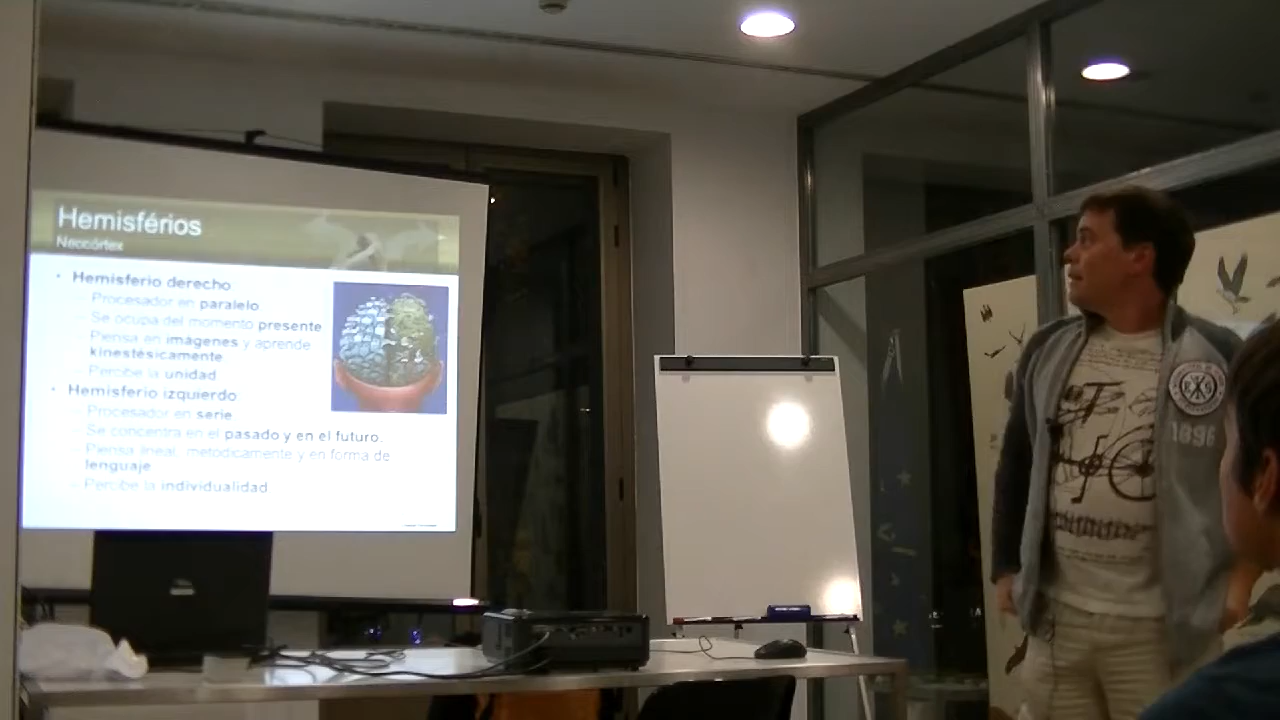 Hemisférios
Neocórtex
• Hemisferio derecho
– Procesador en paralelo
– Se ocupa del momento presente
– Piensa en imágenes y aprende
kinestésicamente
– Percibe la unidad
• Hemisferio izquierdo
– Procesador en serie
– Se concentra en el pasado y en el futuro.
– Piensa lineal, metodicamente y en forma de
lenguaje
– Percibe la individualidad
1896